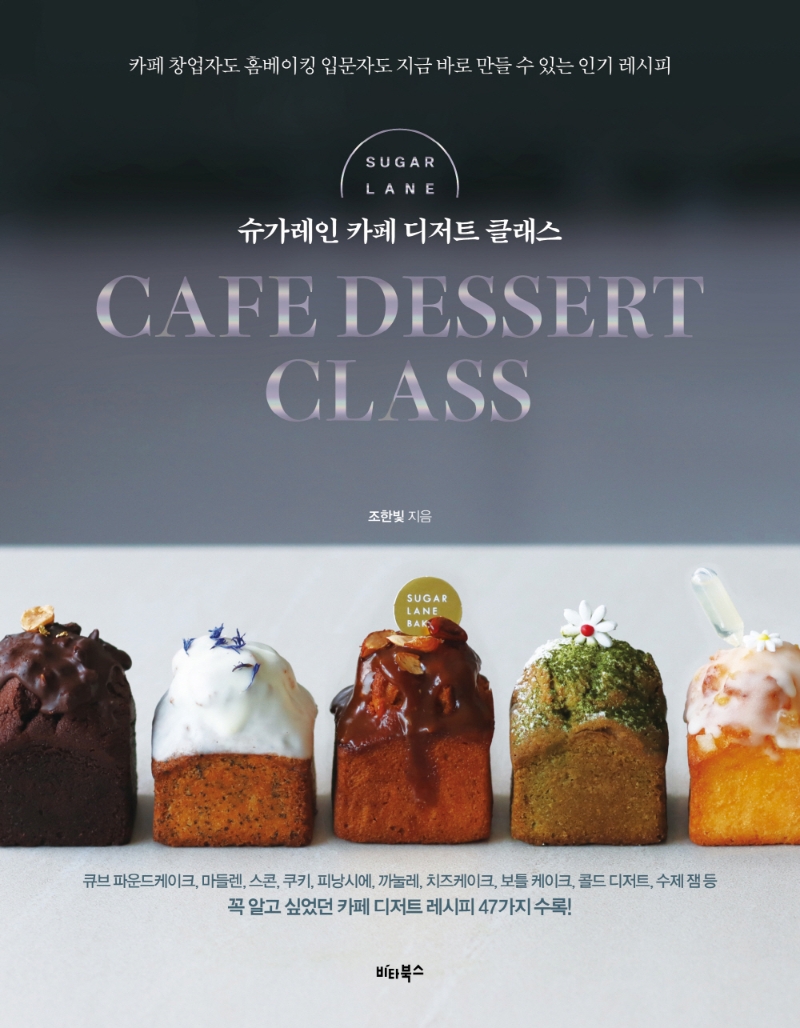 카페 창업자도 홈베이킹 입문자도 지금 바로 만들 수 있는 인기 레시피
SUGAR
LANE
슈가레인 카페 디저트 클래스
CAFE DESSERT
CLASS
조한빛 지음
SUGAR
LANE
BAK
큐브 파운드케이크, 마들렌, 스콘, 쿠키, 피낭시에, 까눌레, 치즈케이크, 보틀 케이크, 콜드 디저트, 수제 잼 등
꼭 알고 싶었던 카페 디저트 레시피 47가지 수록!
비타북스